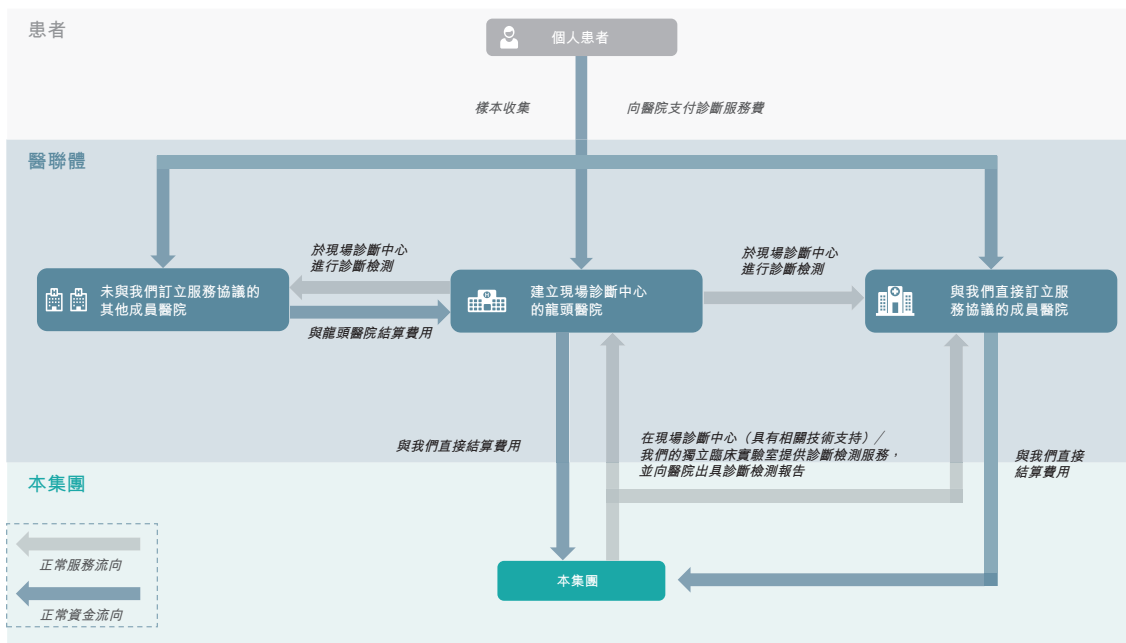 患者
個人患者
樣本收集
向醫院支付診斷服務費
醫聯體
於現場診斷中心
進行診斷檢測
於現場診斷中心
進行診斷檢測
未與我們訂立服務協議的
其他成員醫院
建立現場診斷中心
的龍頭醫院
與我們直接訂立服
務協議的成員醫院
與龍頭醫院結算費用
與我們直接結算費用
在現場診斷中心（具有相關技術支持）╱
我們的獨立臨床實驗室提供診斷檢測服務，
並向醫院出具診斷檢測報告
與我們直接
結算費用
本集團
正常服務流向
正常資金流向
本集團